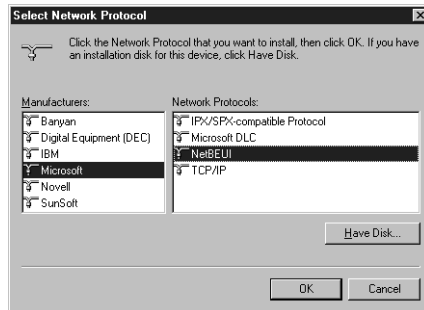 Select Network Protocol
Click the Network Protocol that you want to install, then click OK. If you have
an installation disk for this device, click Have Disk.
Manufacturers:
Banyan
Digital Equipment (DEC)
IBM
Microsoft
Novell
SunSoft
Network Protocols:
IPX/SPX-compatible Protocol
Microsoft DLC
NetBEUI
TCP/IP
Have Disk...
OK
Cancel